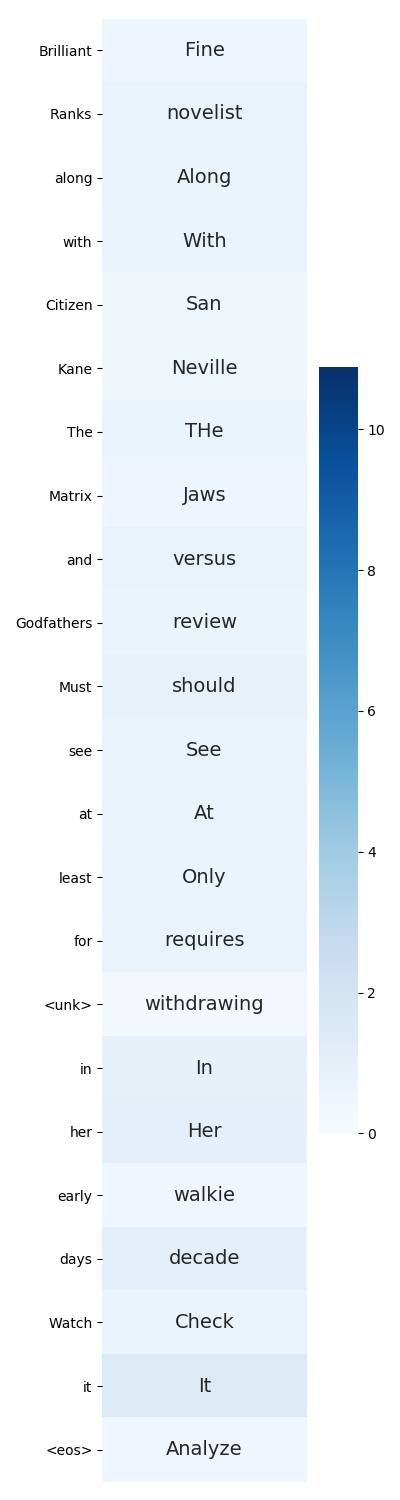 Brilliant Fine
Ranks novelist
along Along
with With
Citizen San
Kane Neville
The THe
Matrix Jaws
and versus
Godfathers review
Must should
see See
at At
least Only
for requires
<unk> withdrawing
in In
her Her
early walkie
days decade
Watch Check
it It
<eos> Analyze
10
8
6
4
2
0